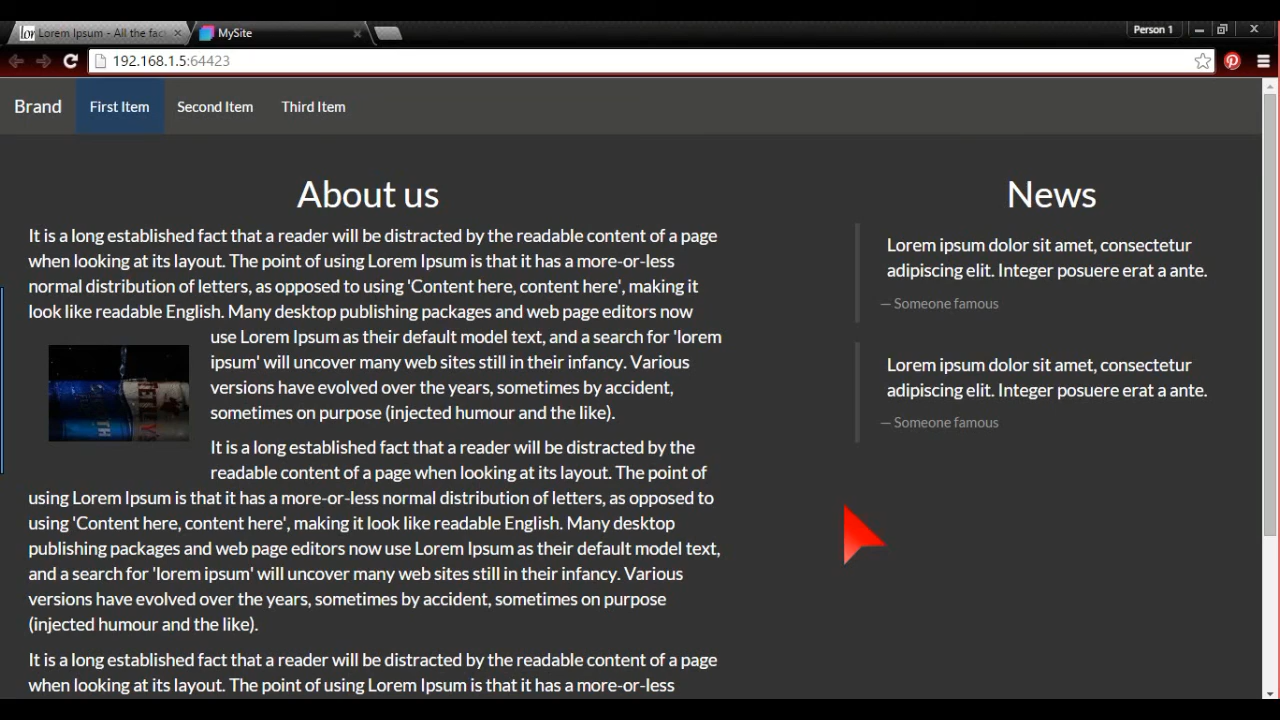 Lorem Ipsum - All the fac
MySite
Person 1
192.168.1.5:64423
Brand
First Item
Second Item
Third Item
About us
It is a long established fact that a reader will be distracted by the readable content of a page
when looking at its layout. The point of using Lorem Ipsum is that it has a more-or-less
normal distribution of letters, as opposed to using 'Content here, content here', making it
look like readable English. Many desktop publishing packages and web page editors now
use Lorem Ipsum as their default model text, and a search for 'lorem
ipsum' will uncover many web sites still in their infancy. Various
versions have evolved over the years, sometimes by accident,
sometimes on purpose (injected humour and the like).
It is a long established fact that a reader will be distracted by the
readable content of a page when looking at its layout. The point of
using Lorem Ipsum is that it has a more-or-less normal distribution of letters, as opposed to
using 'Content here, content here', making it look like readable English. Many desktop
publishing packages and web page editors now use Lorem Ipsum as their default model text,
and a search for 'lorem ipsum' will uncover many web sites still in their infancy. Various
versions have evolved over the years, sometimes by accident, sometimes on purpose
(injected humour and the like).
It is a long established fact that a reader will be distracted by the readable content of a page
when looking at its layout. The point of using Lorem Ipsum is that it has a more-or-less
News
Lorem ipsum dolor sit amet, consectetur
adipiscing elit. Integer posuere erat a ante.
— Someone famous
Lorem ipsum dolor sit amet, consectetur
adipiscing elit. Integer posuere erat a ante.
— Someone famous